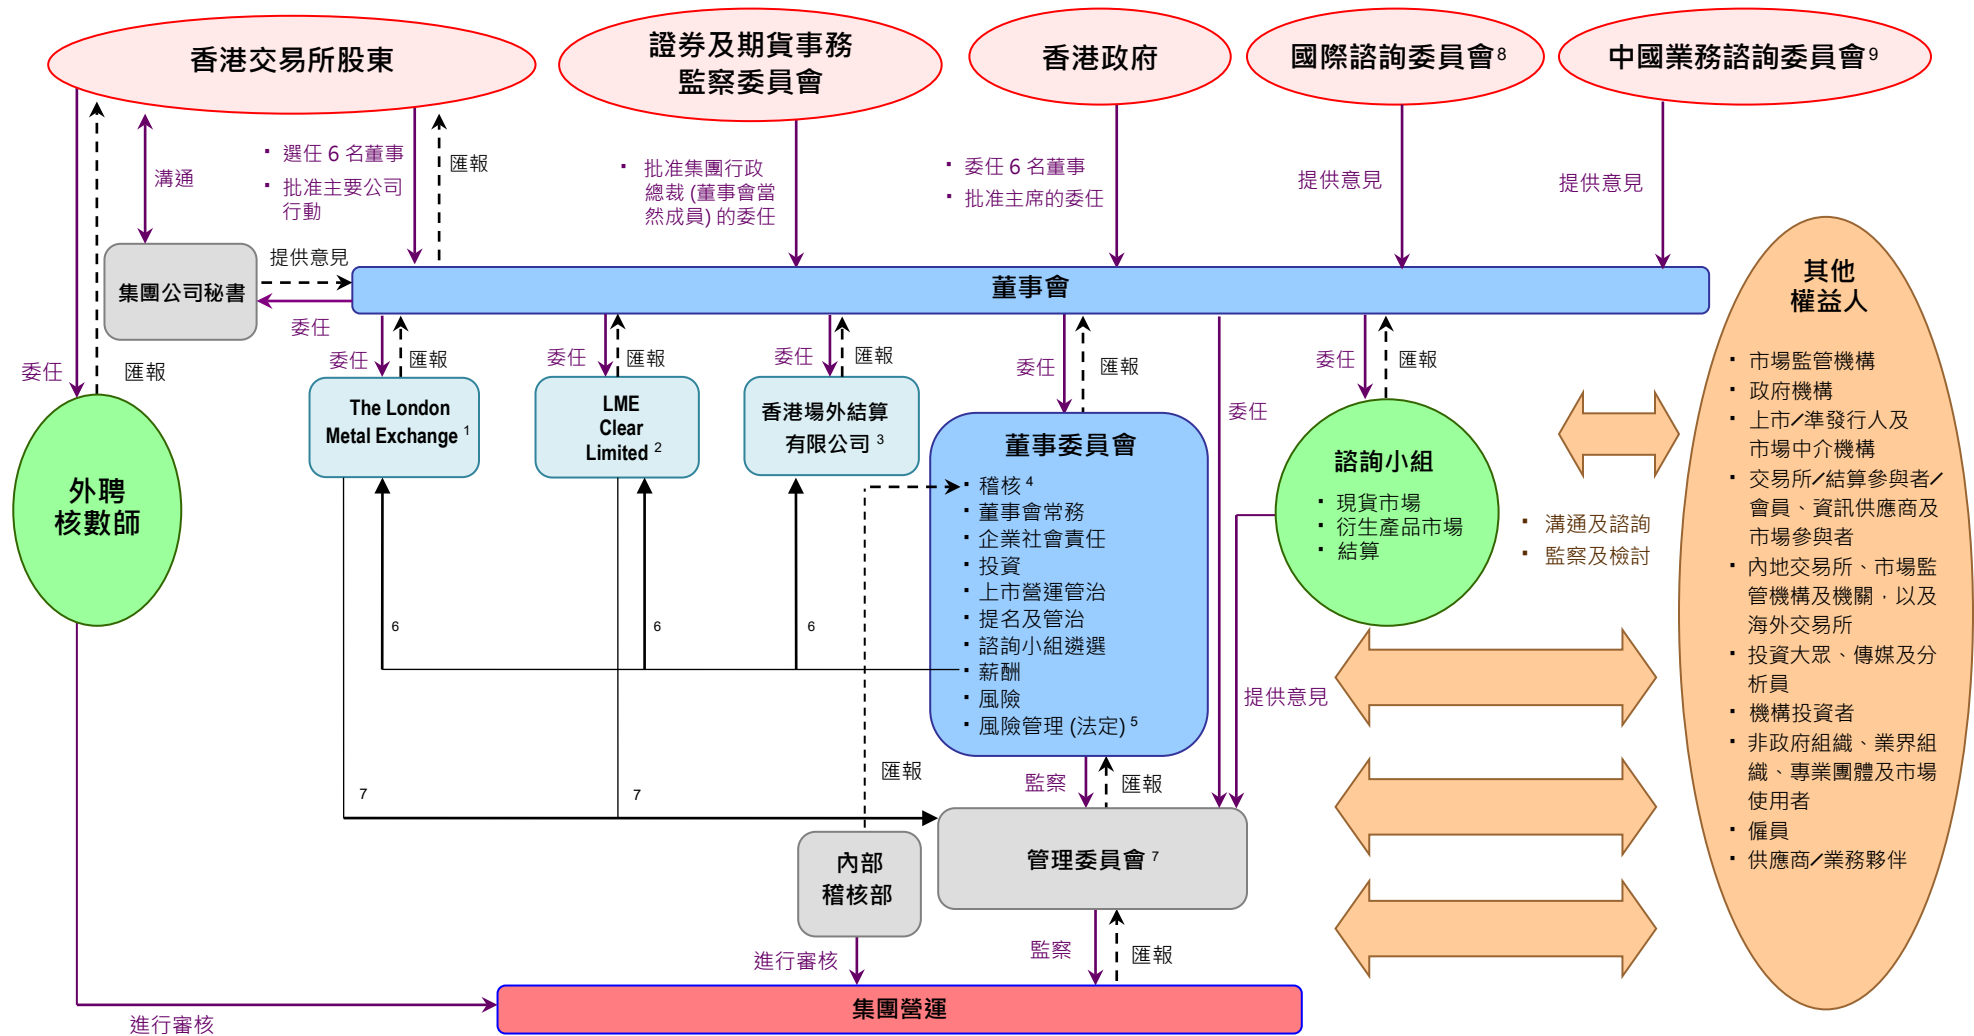 香港交易所股東
證券及期貨事務
監察委員會
香港政府
國際諮詢委員會 8
中國業務諮詢委員會 9
溝通
▪ 選任 6 名董事
▪ 批准主要公司
行動
匯報
▪ 批准集團行政
總裁 (董事會當
然成員) 的委任
▪ 委任 6 名董事
▪ 批准主席的委任
提供意見
提供意見
集團公司秘書
提供意見
委任
董事會
委任
匯報
委任
匯報
委任
匯報
委任
匯報
委任
匯報
委任
委任
匯報
The London
Metal Exchange 1
LME
Clear
Limited 2
香港場外結算
有限公司 3
董事委員會
▪ 稽核 4
▪ 董事會常務
▪ 企業社會責任
▪ 投資
▪ 上市營運管治
▪ 提名及管治
▪ 諮詢小組遴選
▪ 薪酬
▪ 風險
▪ 風險管理 (法定) 5
諮詢小組
▪ 現貨市場
▪ 衍生產品市場
▪ 結算
外聘
核數師
▪ 溝通及諮詢
▪ 監察及檢討
其他
權益人
▪ 市場監管機構
▪ 政府機構
▪ 上市/準發行人及
市場中介機構
▪ 交易所/結算參與者/
會員、資訊供應商及
市場參與者
▪ 內地交易所、市場監
管機構及機關，以及
海外交易所
▪ 投資大眾、傳媒及分
析員
▪ 機構投資者
▪ 非政府組織、業界組
織、專業團體及市場
使用者
▪ 僱員
▪ 供應商/業務夥伴
6
6
6
提供意見
7
7
匯報
監察
匯報
內部
稽核部
管理委員會 7
進行審核
監察
匯報
集團營運
進行審核